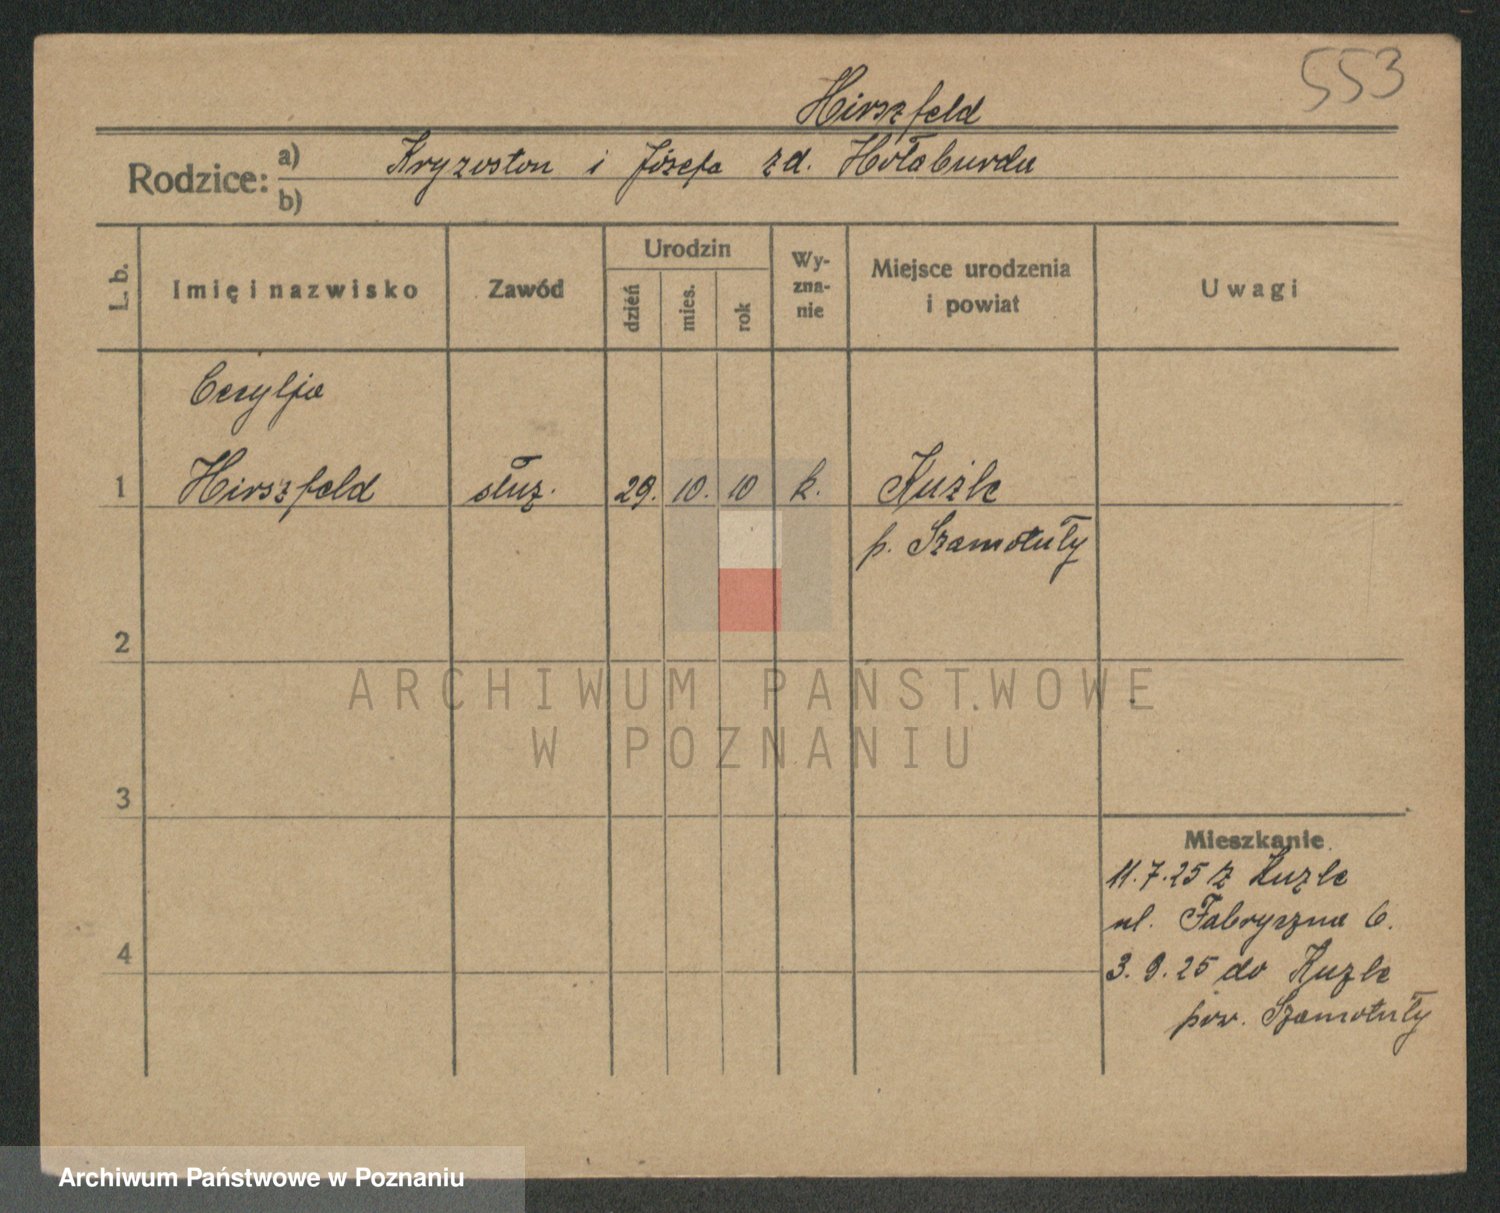 553
Hirszfeld
Rodzice: a) Kryzoston i Józefa zd. Hołaburda
b)
L. b.
Imię i nazwisko
Zawód
Urodzin
dzień
mies.
rok
Wy-
zna-
nie
Miejsce urodzenia
i powiat
Uwagi
Cecylja
1 Hirszfeld służ. 29. 10. 10 k. Kuźle
p. Szamotuły
2
ARCHIWUM PAŃSTWOWE
W POZNANIU
3
Mieszkanie
11.7.25 z Kuźle
ul. Fabryczna 6.
4
3.9.25 do Kuźle
pow. Szamotuły
Archiwum Państwowe w Poznaniu